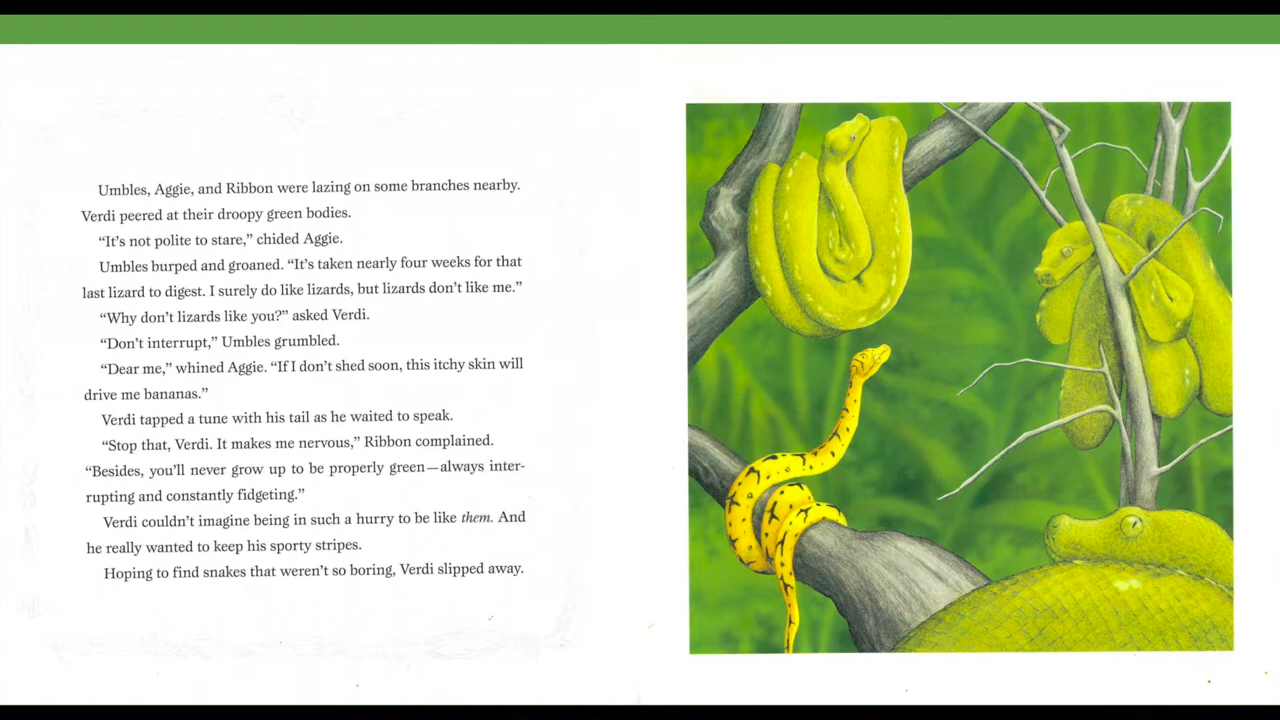 Umbles, Aggie, and Ribbon were lazing on some branches nearby.
Verdi peered at their droopy green bodies.
“It’s not polite to stare,” chided Aggie.
Umbles burped and groaned. “It’s taken nearly four weeks for that
last lizard to digest. I surely do like lizards, but lizards don’t like me.”
“Why don’t lizards like you?” asked Verdi.
“Don’t interrupt,” Umbles grumbled.
“Dear me,” whined Aggie. “If I don’t shed soon, this itchy skin will
drive me bananas.”
Verdi tapped a tune with his tail as he waited to speak.
“Stop that, Verdi. It makes me nervous,” Ribbon complained.
“Besides, you’ll never grow up to be properly green—always inter-
rupting and constantly fidgeting.”
Verdi couldn’t imagine being in such a hurry to be like them. And
he really wanted to keep his sporty stripes.
Hoping to find snakes that weren’t so boring, Verdi slipped away.